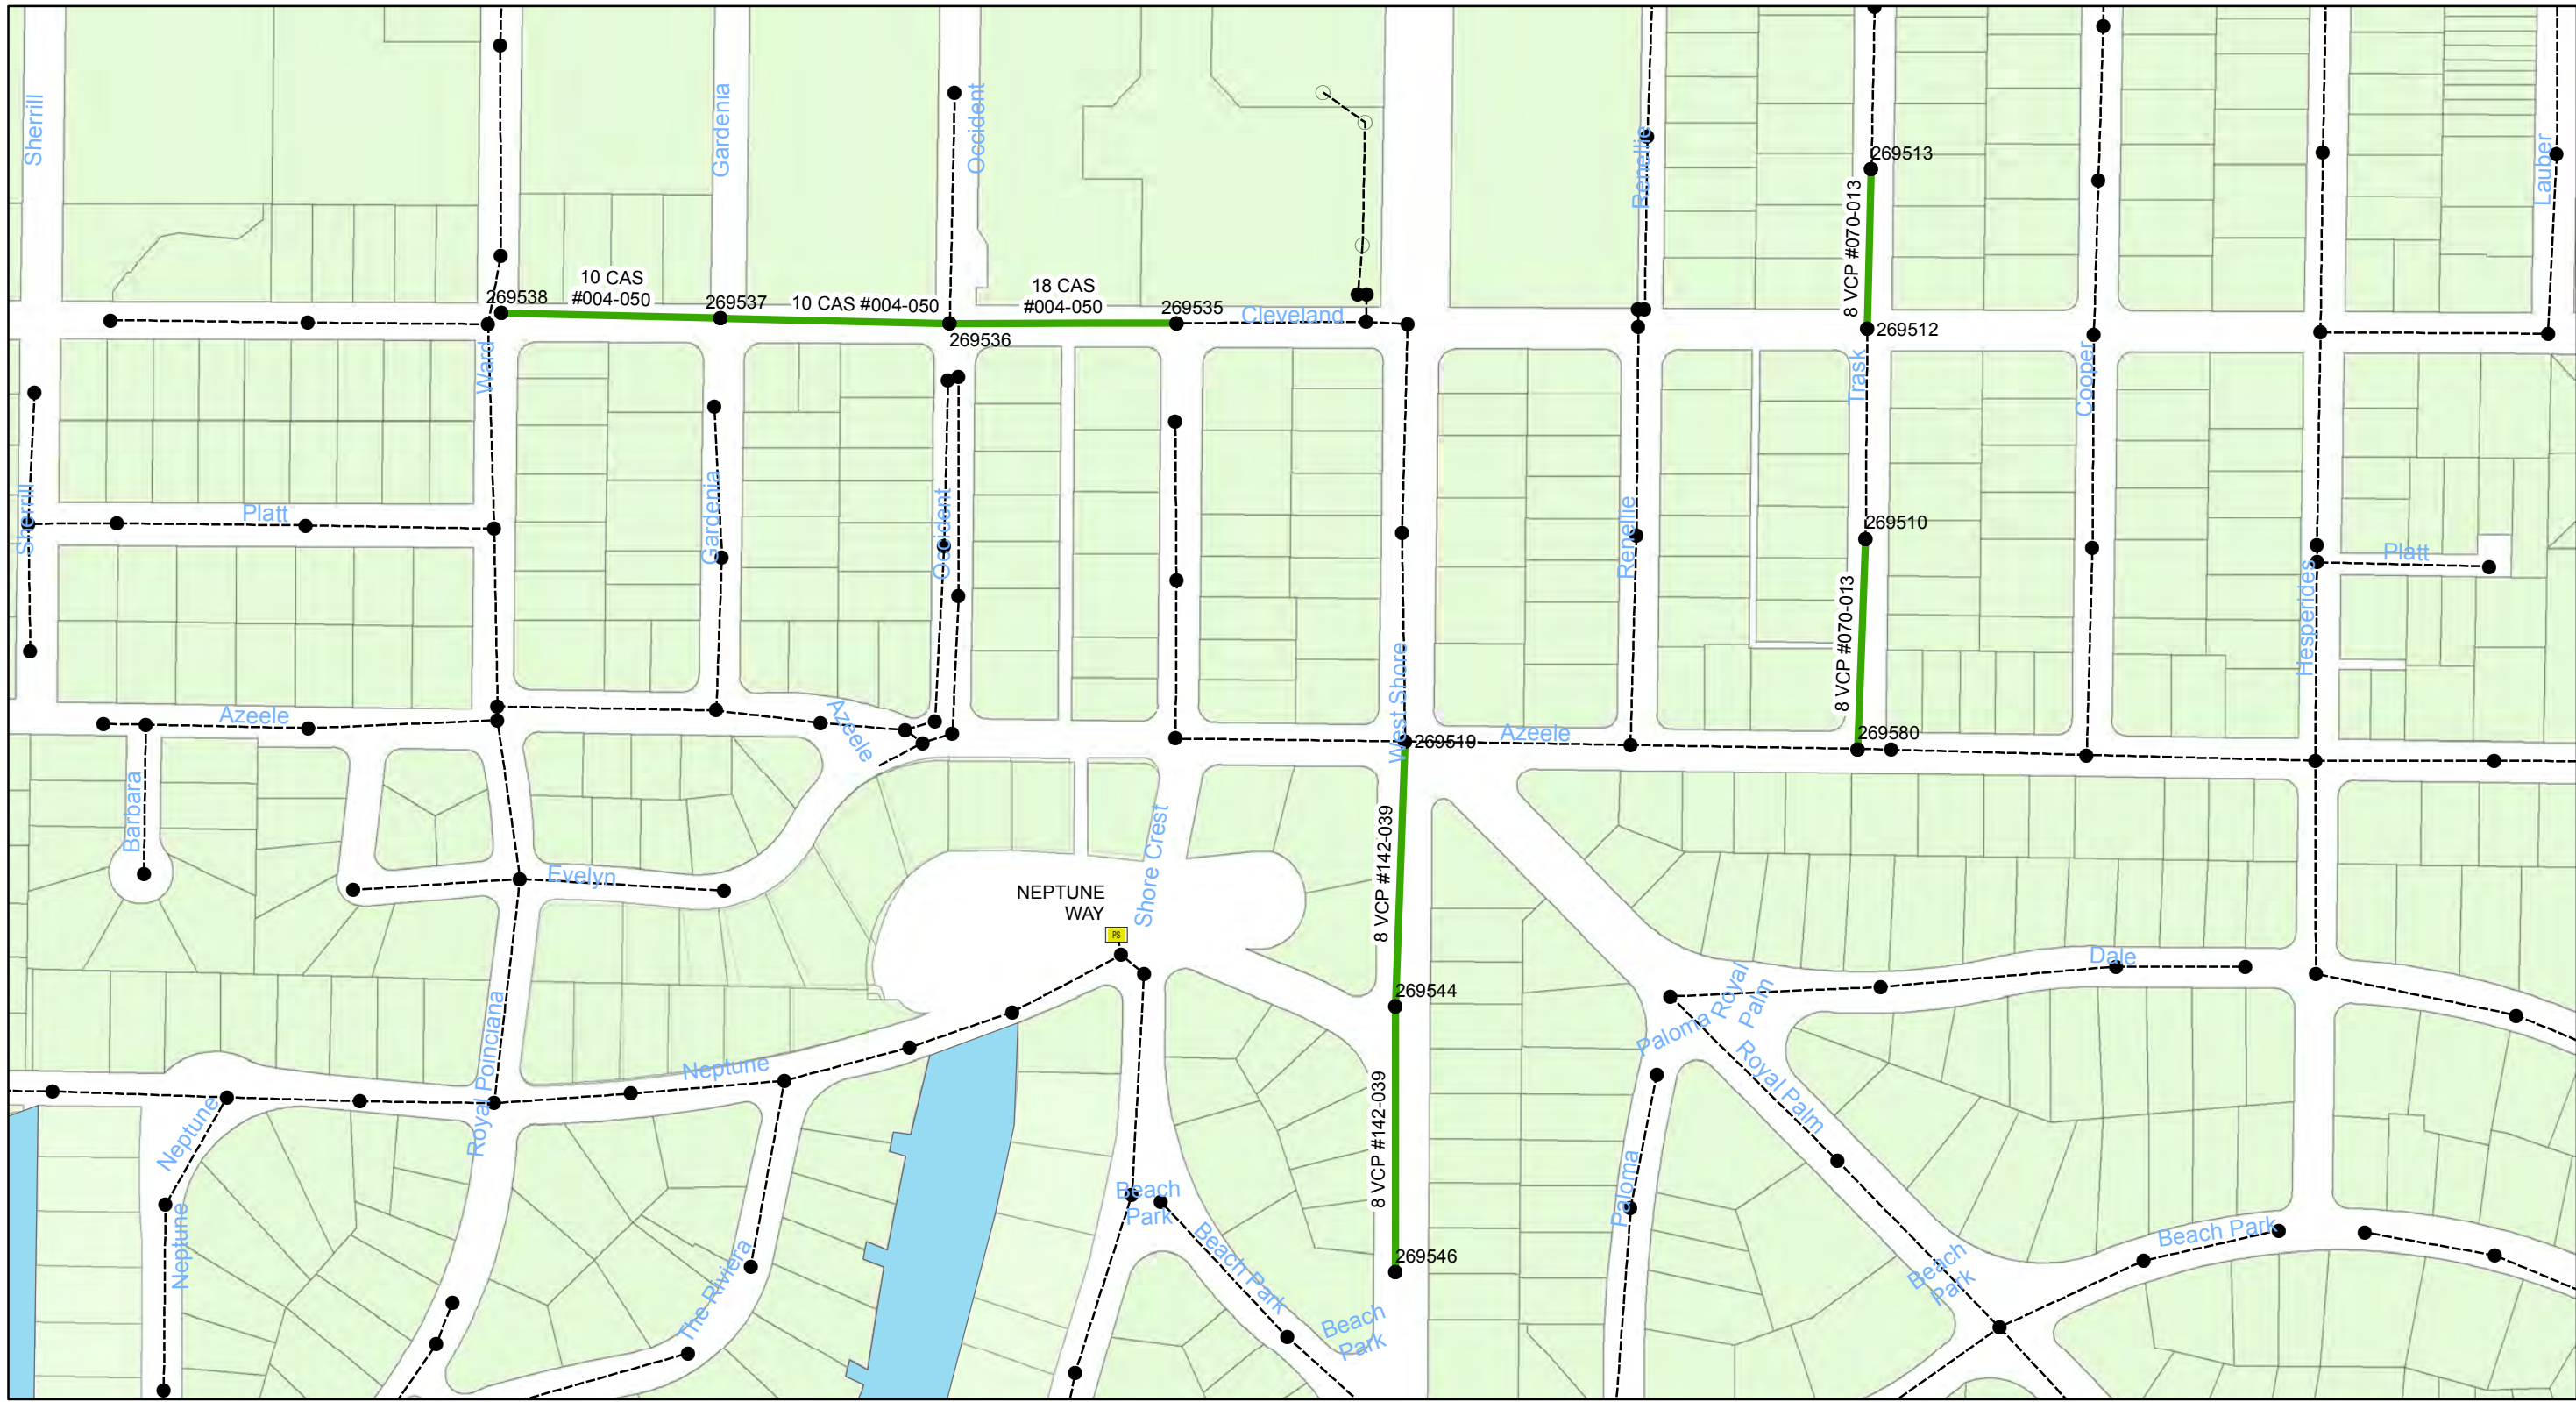 Sherrill
Gardenia
Occident
Renellie
Lauber
269513
8 VCP #070-013
10 CAS
#004-050
269538
269537
10 CAS #004-050
18 CAS
#004-050
269535
269536
Cleveland
269512
Ward
Trask
Cooper
Sherrill
Platt
Gardenia
Occident
Renellie
269510
Platt
Hesperides
8 VCP #070-013
West Shore
Azeele
Azeele
269519
Azeele
269580
Barbara
Evelyn
8 VCP #142-039
NEPTUNE
WAY
PS
Shore Crest
Dale
269544
Royal
Palm
Paloma
Royal Palm
Royal Poinciana
Neptune
Neptune
Neptune
8 VCP #142-039
Beach
Park
Beach Park
Paloma
269546
The Riviera
Beach
Park
Beach
Park
Beach Park